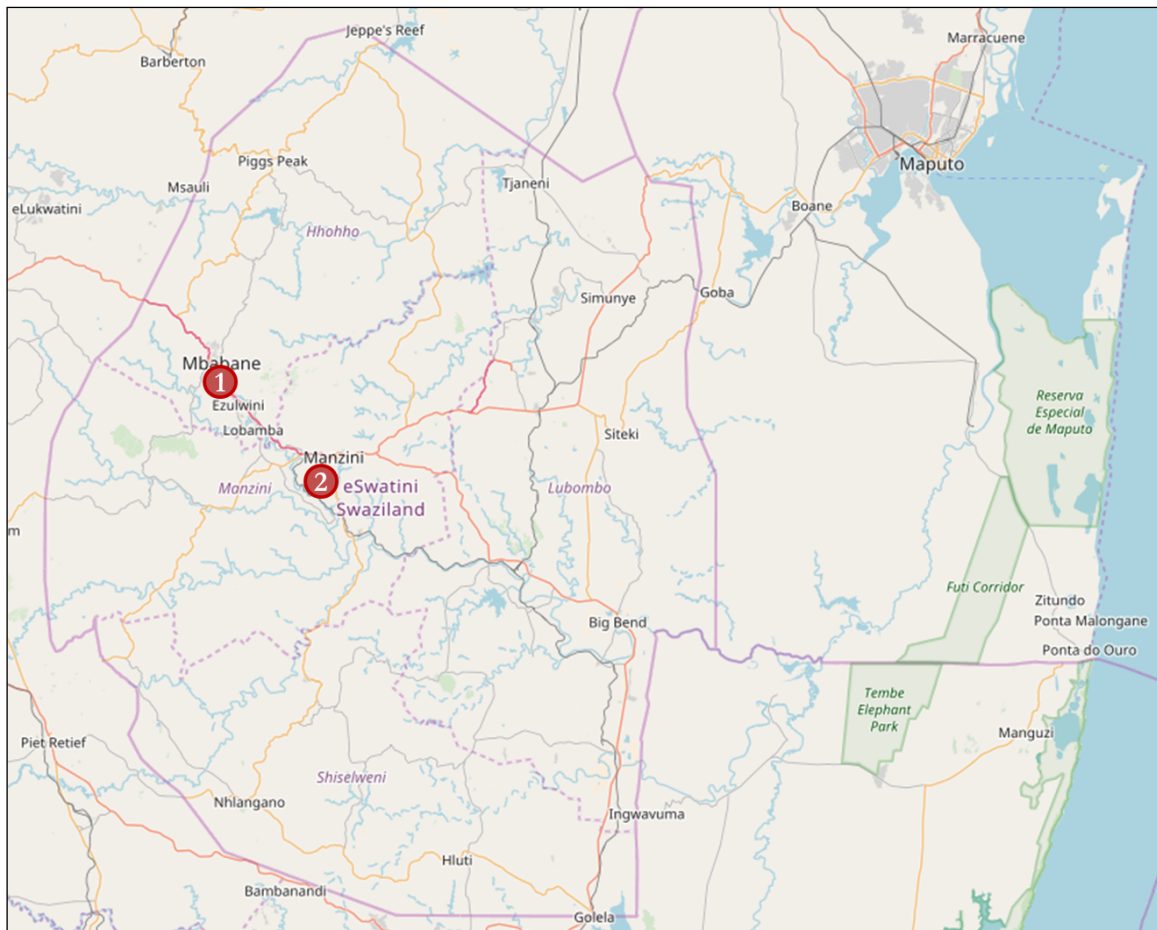 Jeppe's Reef
Marracuene
Barberton
Piggs Peak
Maputo
Msauli
Tjaneni
eLukwatini
Boane
Hhohho
Simunye
Goba
Mbabane
1
Ezulwini
Reserva
Especial
de Maputo
Lobamba
Siteki
Manzini
2
eSwatini
Swaziland
Manzini
Lubombo
m
Futi Corridor
Zitundo
Big Bend
Ponta Malongane
Ponta do Ouro
Tembe
Elephant
Park
Manguzi
Piet Retief
Shiselweni
Nhlangano
Ingwavuma
Hluti
Bambanandi
Golela